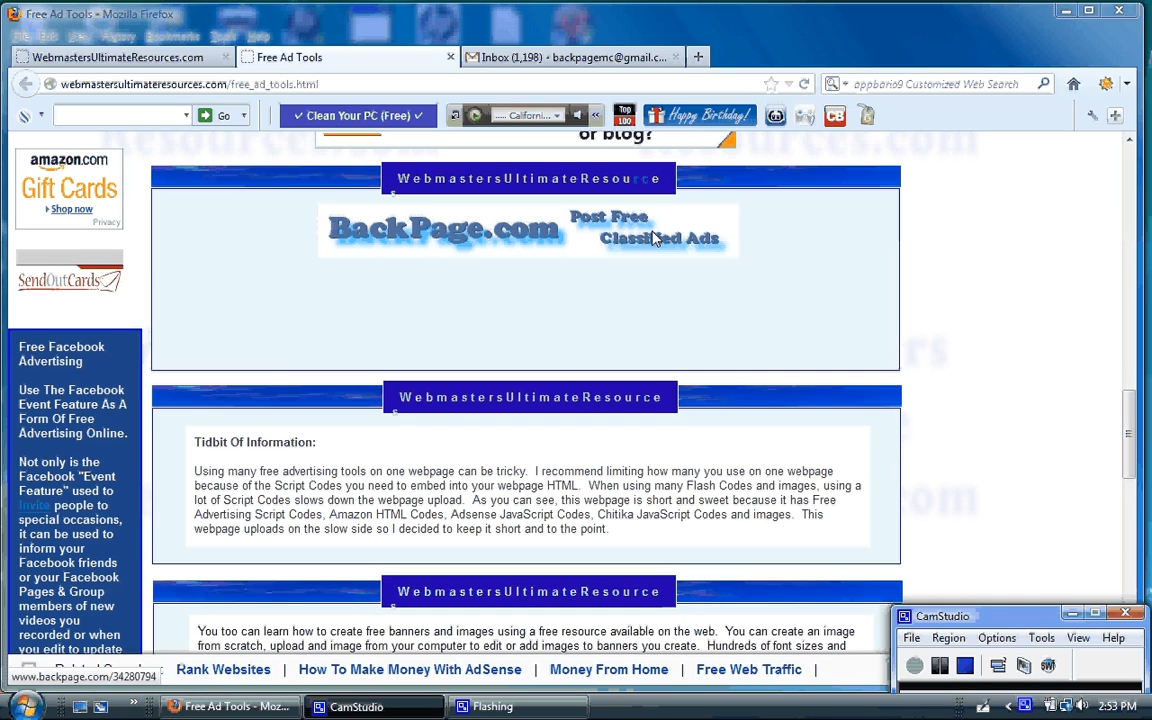 Free Ad Tools - Mozilla Firefox
File Edit View History Bookmarks Tools Help
WebmastersUltimateResources.com
Free Ad Tools
Inbox (1,198) - backpagemc@gmail.c...
webmastersultimateresources.com/free_ad_tools.html
appbario9 Customized Web Search
Go
✓ Clean Your PC (Free) ✓
..... Californi...
Top 100
Happy Birthday!
CB
or blog?
amazon.com
Gift Cards
Shop now
Privacy
SendOutCards
WebmastersUltimateResource
s
BackPage.com Post Free
Classified Ads
WebmastersUltimateResource
s
Tidbit Of Information:
Using many free advertising tools on one webpage can be tricky. I recommend limiting how many you use on one webpage
because of the Script Codes you need to embed into your webpage HTML. When using many Flash Codes and images, using a
lot of Script Codes slows down the webpage upload. As you can see, this webpage is short and sweet because it has Free
Advertising Script Codes, Amazon HTML Codes, Adsense JavaScript Codes, Chitika JavaScript Codes and images. This
webpage uploads on the slow side so I decided to keep it short and to the point.
WebmastersUltimateResource
s
You too can learn how to create free banners and images using a free resource available on the web. You can create an image
from scratch, upload and image from your computer to edit or add images to banners you create. Hundreds of font sizes and
Free Facebook
Advertising
Use The Facebook
Event Feature As A
Form Of Free
Advertising Online.
Not only is the
Facebook "Event
Feature" used to
Invite people to
special occasions,
it can be used to
inform your
Facebook friends
or your Facebook
Pages & Group
members of new
videos you
recorded or when
you edit to update
Rank Websites | How To Make Money With AdSense | Money From Home | Free Web Traffic |
www.backpage.com/34280794
CamStudio
File Region Options Tools View Help
Free Ad Tools - Moz...
CamStudio
Flashing
2:53 PM